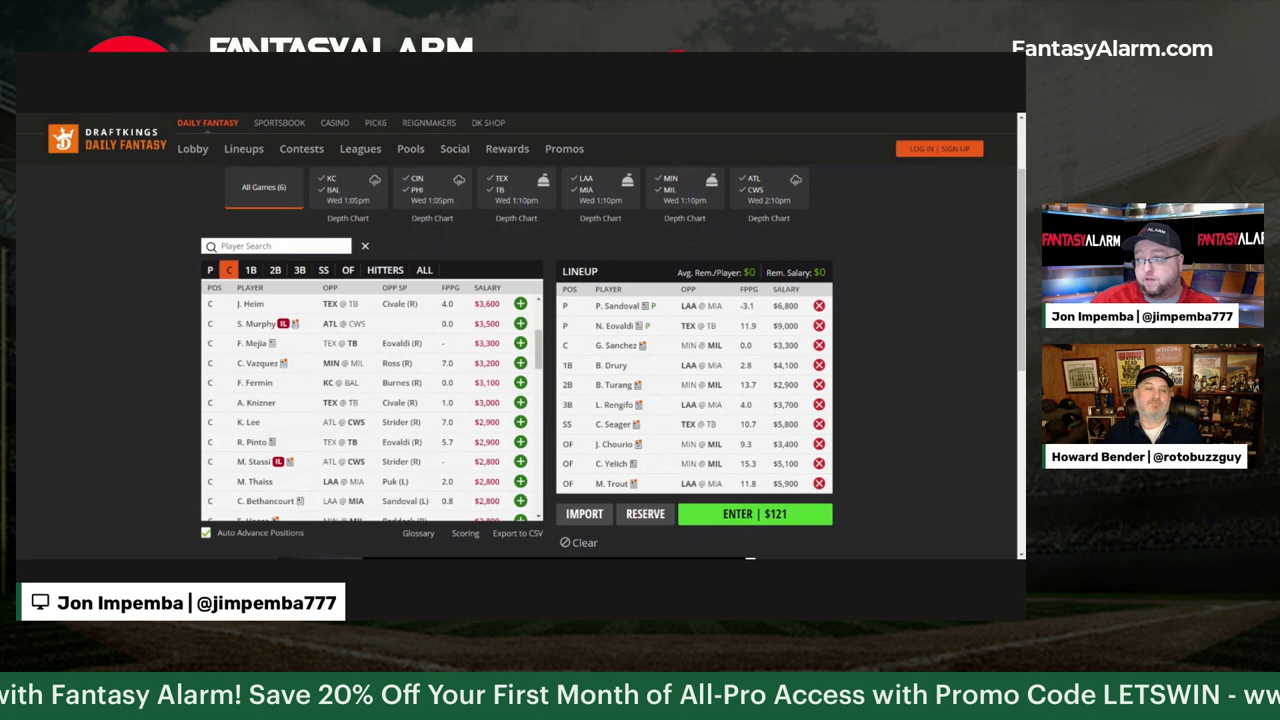 FANTASYALARM
FantasyAlarm.com
DRAFTKINGS
DAILY FANTASY
DAILY FANTASY SPORTSBOOK CASINO PICK6 REIGNMAKERS DK SHOP
Lobby Lineups Contests Leagues Pools Social Rewards Promos
LOG IN | SIGN UP
All Games (6)
KC
BAL
Wed 1:05pm
Depth Chart
CIN
PHI
Wed 1:05pm
Depth Chart
TEX
TB
Wed 1:10pm
Depth Chart
LAA
MIA
Wed 1:10pm
Depth Chart
MIN
MIL
Wed 1:10pm
Depth Chart
ATL
CWS
Wed 2:10pm
Depth Chart
Player Search
P C 1B 2B 3B SS OF HITTERS ALL
POS PLAYER OPP OPP SP FPPG SALARY
C J. Heim TEX @ TB Civale (R) 4.0 $3,600
C S. Murphy IL ATL @ CWS 0.0 $3,500
C F. Mejia TEX @ TB Eovaldi (R) - $3,300
C C. Vazquez MIN @ MIL Ross (R) 7.0 $3,200
C F. Fermin KC @ BAL Burnes (R) 0.0 $3,100
C A. Knizner TEX @ TB Civale (R) 1.0 $3,000
C K. Lee ATL @ CWS Strider (R) 7.0 $2,900
C R. Pinto TEX @ TB Eovaldi (R) 5.7 $2,900
C M. Stassi IL ATL @ CWS Strider (R) - $2,800
C M. Thaiss LAA @ MIA Puk (L) 2.0 $2,800
C C. Bethancourt LAA @ MIA Sandoval (L) 0.8 $2,800
Auto Advance Positions
Glossary Scoring Export to CSV
LINEUP Avg. Rem./Player: $0 Rem. Salary: $0
POS PLAYER OPP FPPG SALARY
P P. Sandoval P LAA @ MIA -3.1 $6,800
P N. Eovaldi P TEX @ TB 11.9 $9,000
C G. Sanchez MIN @ MIL 0.0 $3,300
1B B. Drury LAA @ MIA 2.8 $4,100
2B B. Turang MIN @ MIL 13.7 $2,900
3B L. Rengifo LAA @ MIA 4.0 $3,700
SS C. Seager TEX @ TB 10.7 $5,800
OF J. Chourio MIN @ MIL 9.3 $3,400
OF C. Yelich MIN @ MIL 15.3 $5,100
OF M. Trout LAA @ MIA 11.8 $5,900
IMPORT RESERVE ENTER | $121
Clear
FANTASYALARM
FANTASYALAR
Jon Impemba | @jimpemba777
Howard Bender | @rotobuzzguy
Jon Impemba | @jimpemba777
with Fantasy Alarm! Save 20% Off Your First Month of All-Pro Access with Promo Code LETSWIN - ww